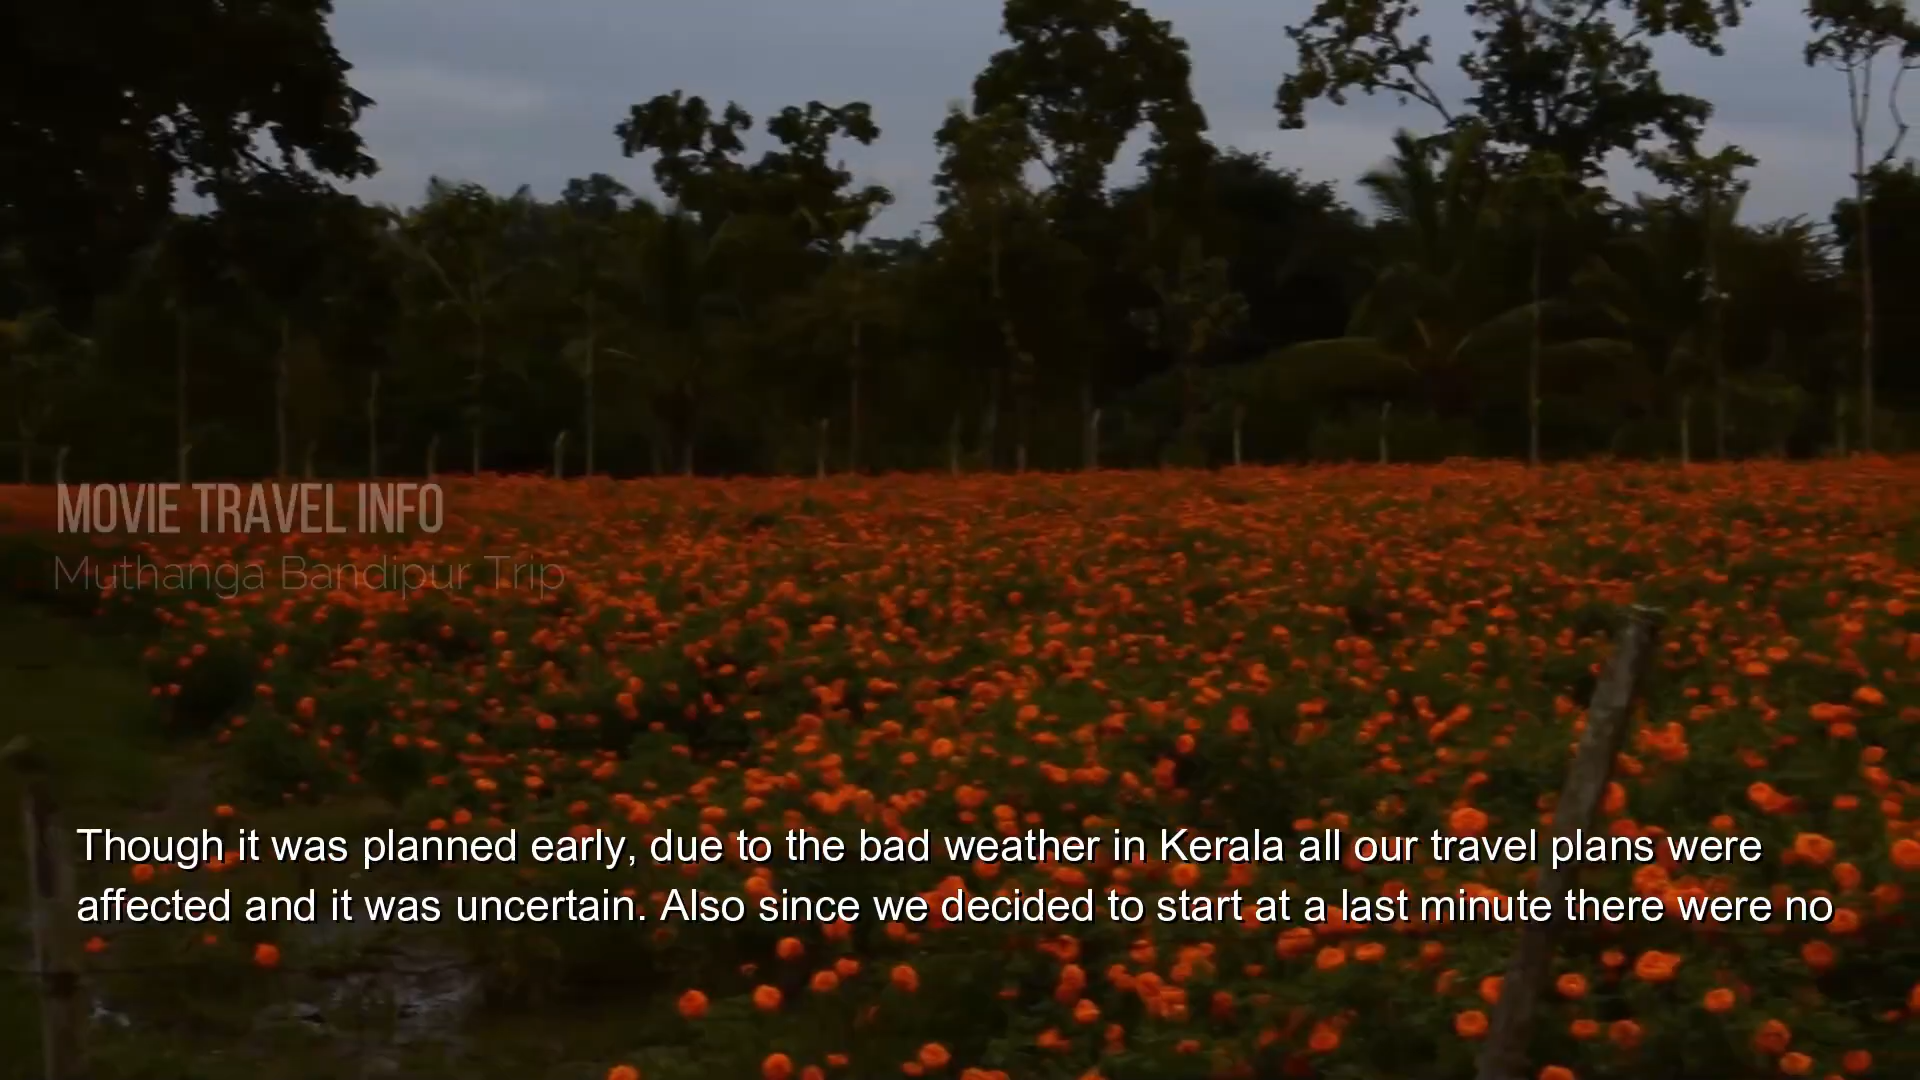 MOVIE TRAVEL INFO
Muthanga Bandipur Trip
Though it was planned early, due to the bad weather in Kerala all our travel plans were
affected and it was uncertain. Also since we decided to start at a last minute there were no